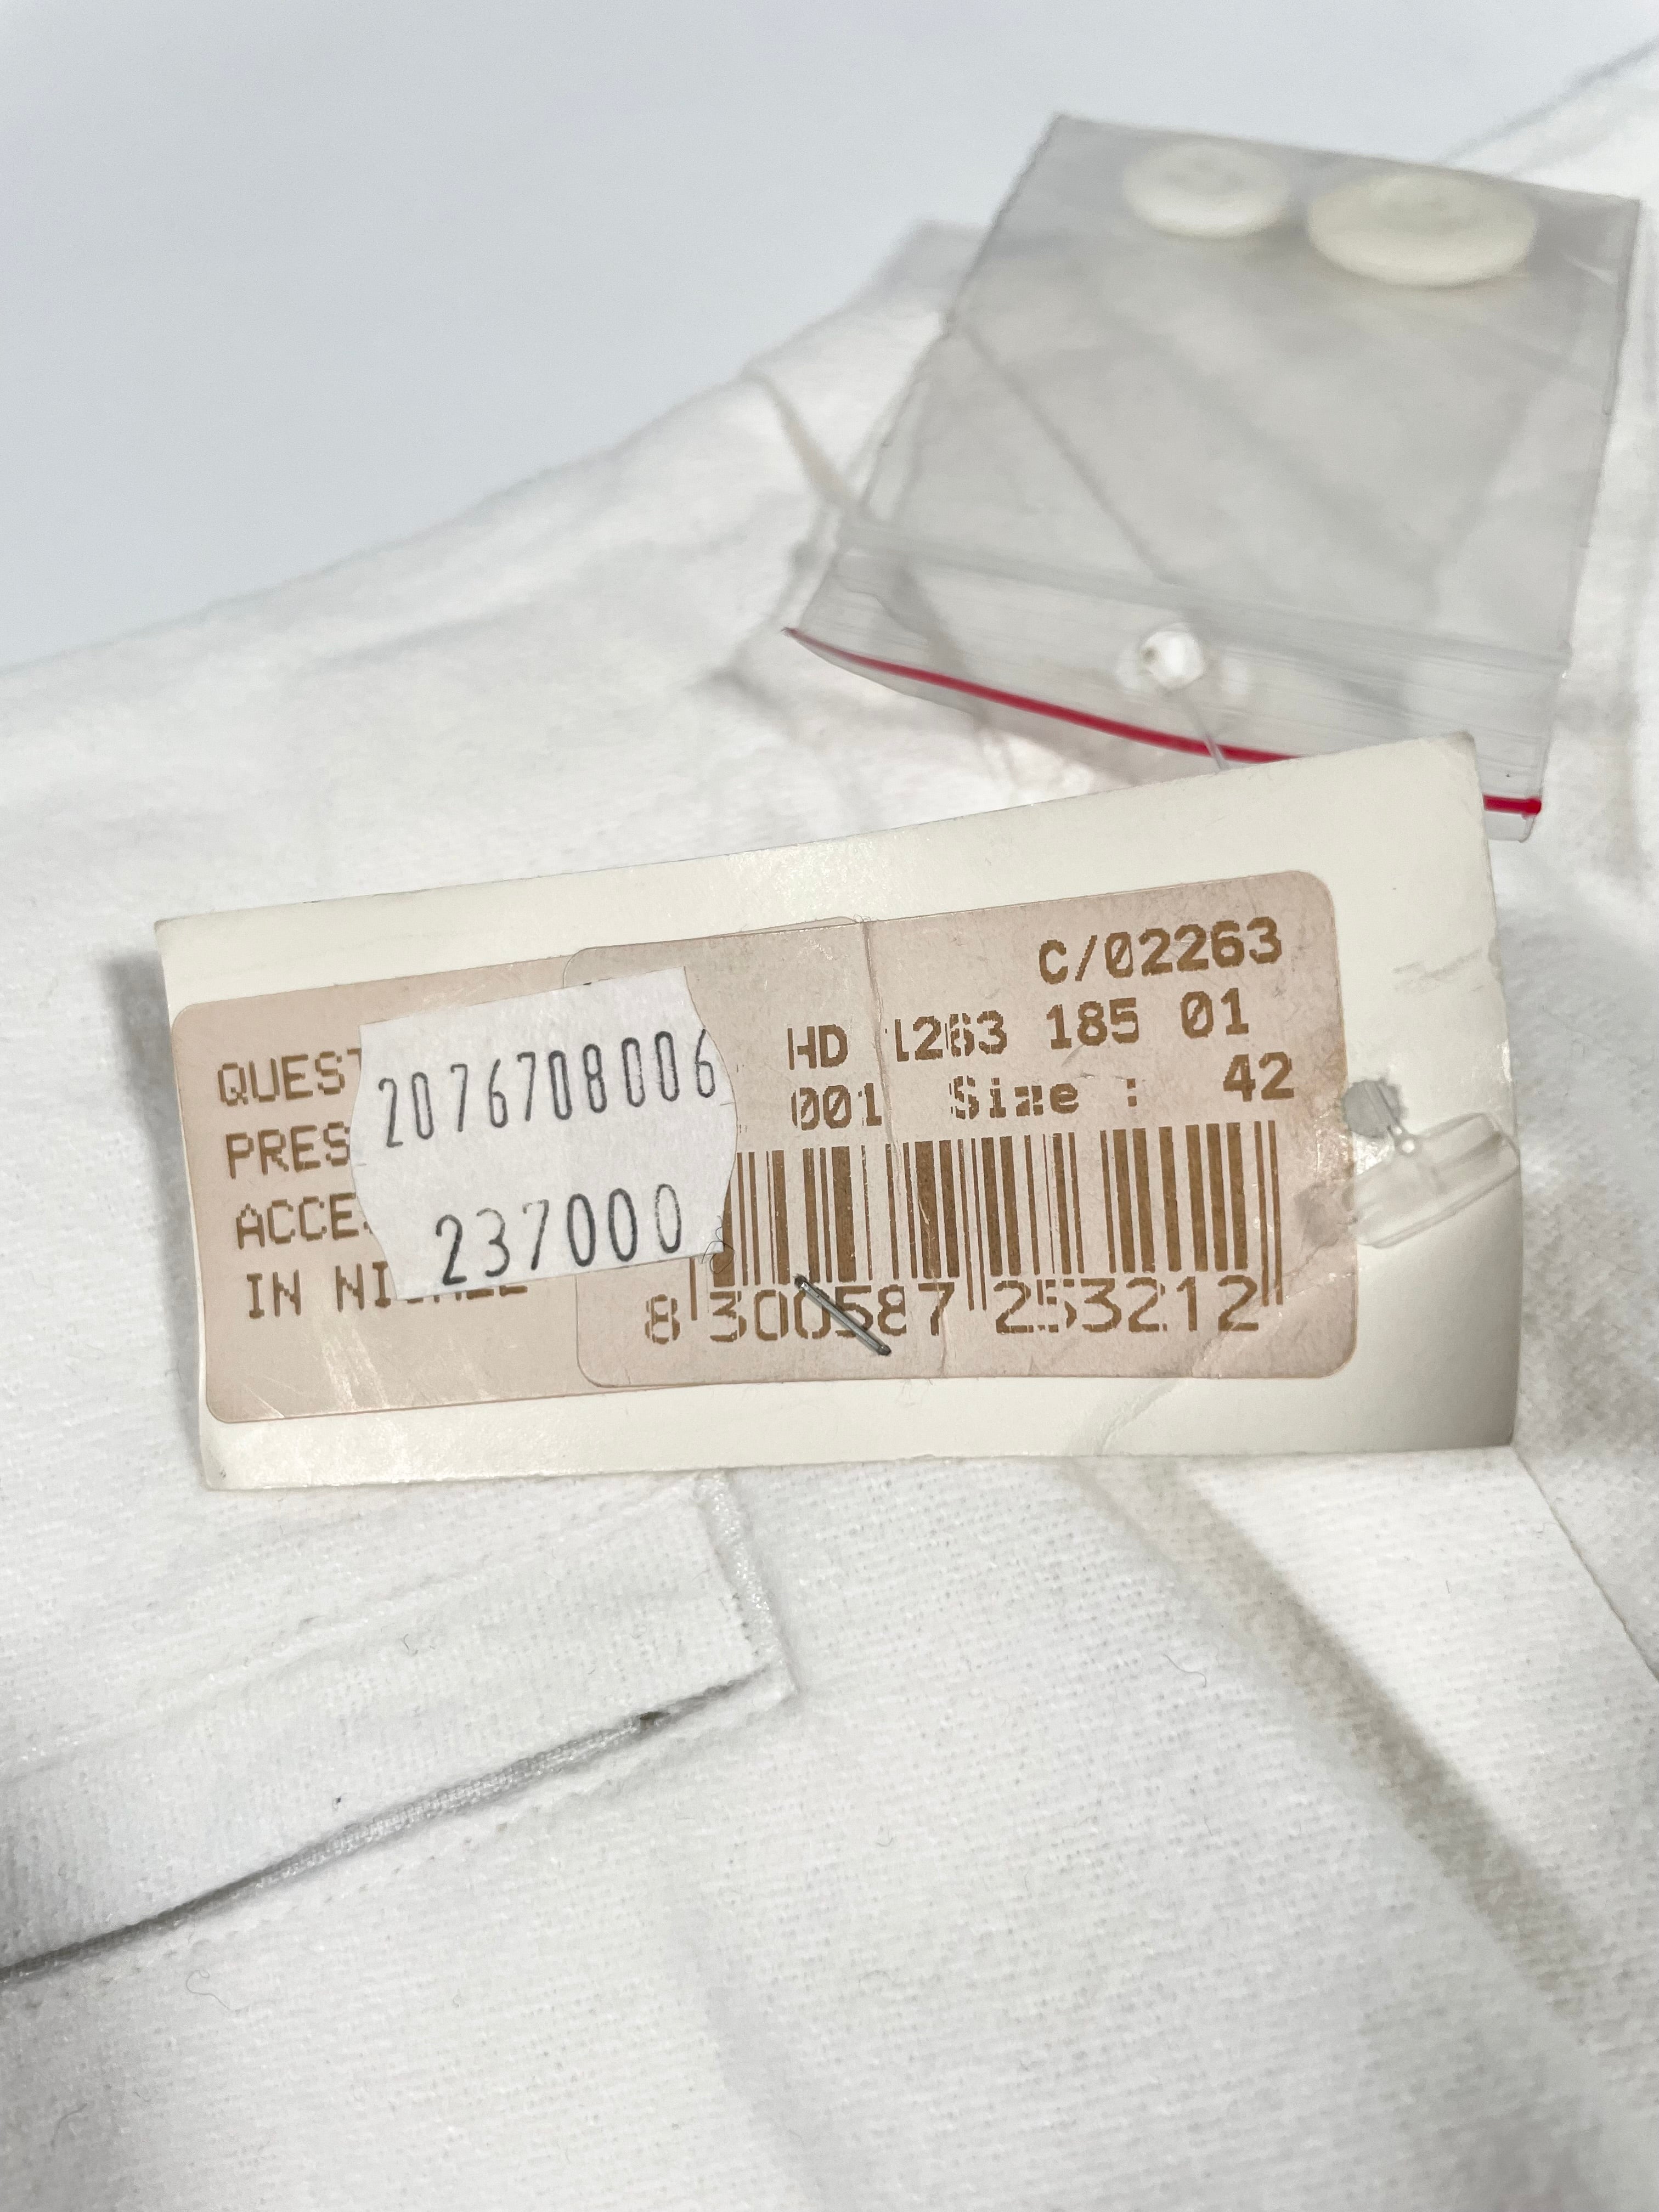 C/02263
HD 1263 185 01
001 Size : 42
8 300587 253212
QUEST
PRES
ACCE
IN NI
2076708006
237000